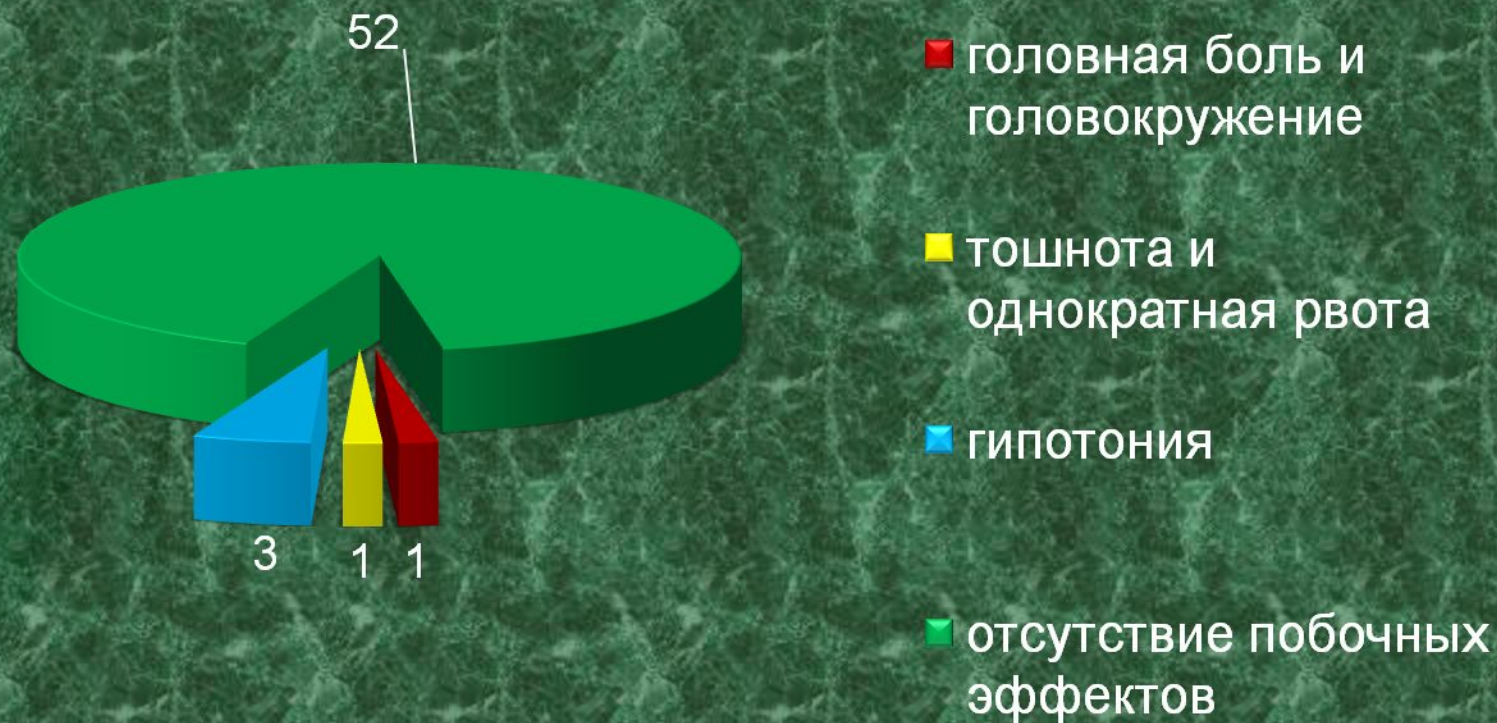 52
3
1
1
головная боль и
головокружение
тошнота и
однократная рвота
гипотония
отсутствие побочных
эффектов